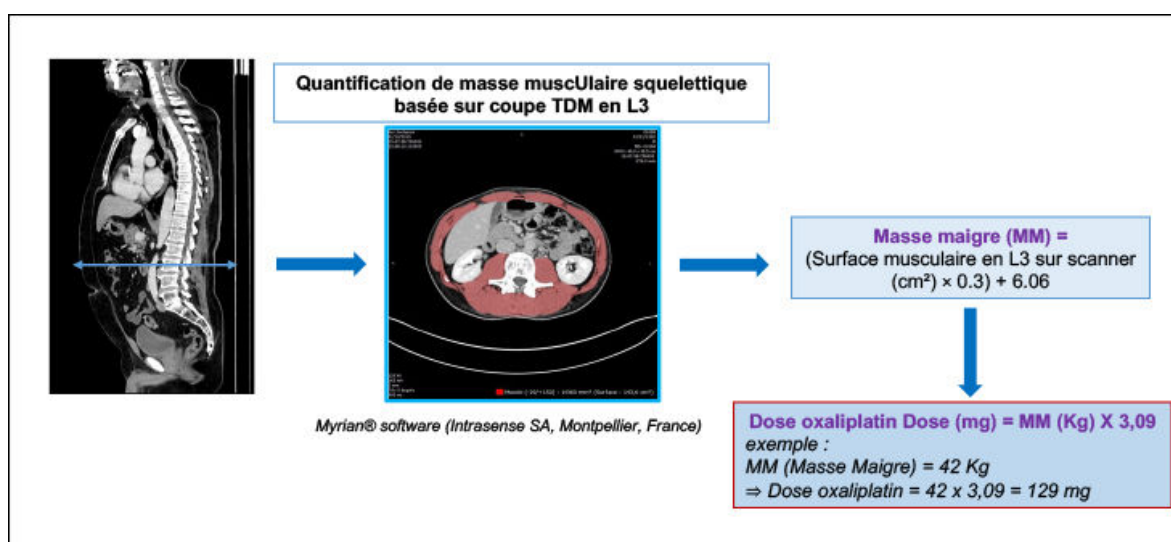 Quantification de masse muscUlaire squelettique
basée sur coupe TDM en L3
Myrian® software (Intrasense SA, Montpellier, France)
Masse maigre (MM) =
(Surface musculaire en L3 sur scanner
(cm²) × 0.3) + 6.06
Dose oxaliplatin Dose (mg) = MM (Kg) X 3,09
exemple :
MM (Masse Maigre) = 42 Kg
⇒ Dose oxaliplatin = 42 x 3,09 = 129 mg